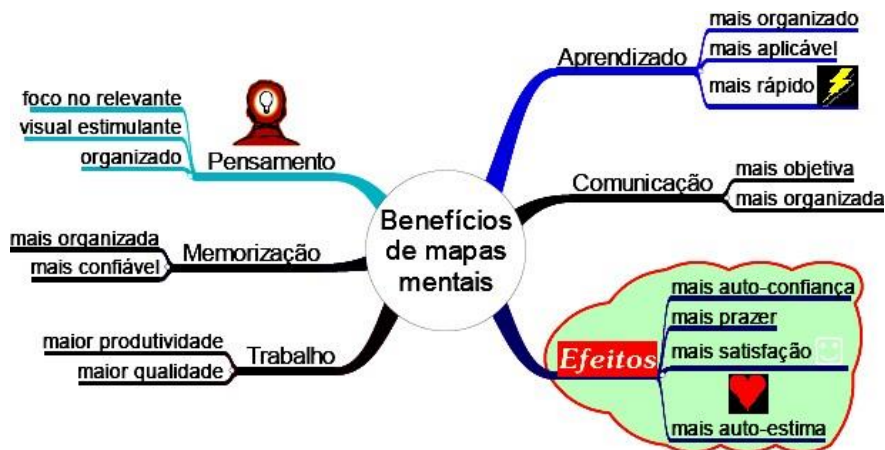 Benefícios
de mapas
mentais
Aprendizado
mais organizado
mais aplicável
mais rápido
Comunicação
mais objetiva
mais organizada
Efeitos
mais auto-confiança
mais prazer
mais satisfação
mais auto-estima
Pensamento
foco no relevante
visual estimulante
organizado
Memorização
mais organizada
mais confiável
Trabalho
maior produtividade
maior qualidade